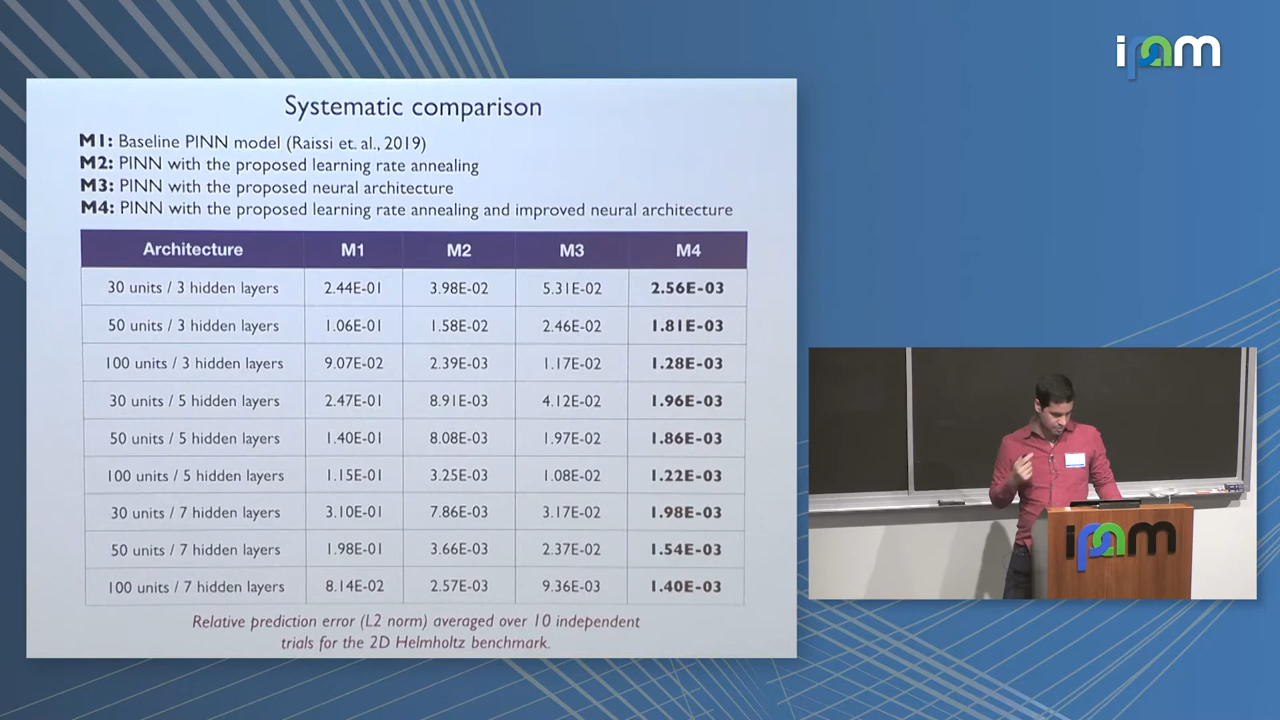 ipam
Systematic comparison
M1: Baseline PINN model (Raissi et. al., 2019)
M2: PINN with the proposed learning rate annealing
M3: PINN with the proposed neural architecture
M4: PINN with the proposed learning rate annealing and improved neural architecture
Architecture M1 M2 M3 M4
30 units / 3 hidden layers 2.44E-01 3.98E-02 5.31E-02 2.56E-03
50 units / 3 hidden layers 1.06E-01 1.58E-02 2.46E-02 1.81E-03
100 units / 3 hidden layers 9.07E-02 2.39E-03 1.17E-02 1.28E-03
30 units / 5 hidden layers 2.47E-01 8.91E-03 4.12E-02 1.96E-03
50 units / 5 hidden layers 1.40E-01 8.08E-03 1.97E-02 1.86E-03
100 units / 5 hidden layers 1.15E-01 3.25E-03 1.08E-02 1.22E-03
30 units / 7 hidden layers 3.10E-01 7.86E-03 3.17E-02 1.98E-03
50 units / 7 hidden layers 1.98E-01 3.66E-03 2.37E-02 1.54E-03
100 units / 7 hidden layers 8.14E-02 2.57E-03 9.36E-03 1.40E-03
Relative prediction error (L2 norm) averaged over 10 independent
trials for the 2D Helmholtz benchmark.
ipam